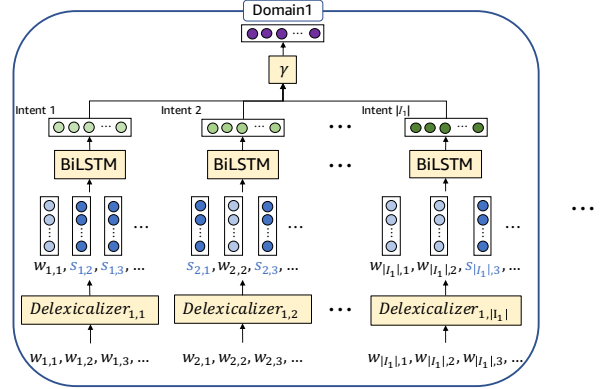 Domain1
γ
Intent 1 Intent 2 Intent |I₁|
... 
BiLSTM BiLSTM ... BiLSTM
... ... ... ...
w₁,₁, s₁,₂, s₁,₃, ... s₂,₁, w₂,₂, s₂,₃, ... w|I₁|,₁, w|I₁|,₂, s|I₁|,₃, ...
Delexicalizer₁,₁ Delexicalizer₁,₂ ... Delexicalizer₁,|I₁|
w₁,₁, w₁,₂, w₁,₃, ... w₂,₁, w₂,₂, w₂,₃, ... w|I₁|,₁, w|I₁|,₂, w|I₁|,₃, ...